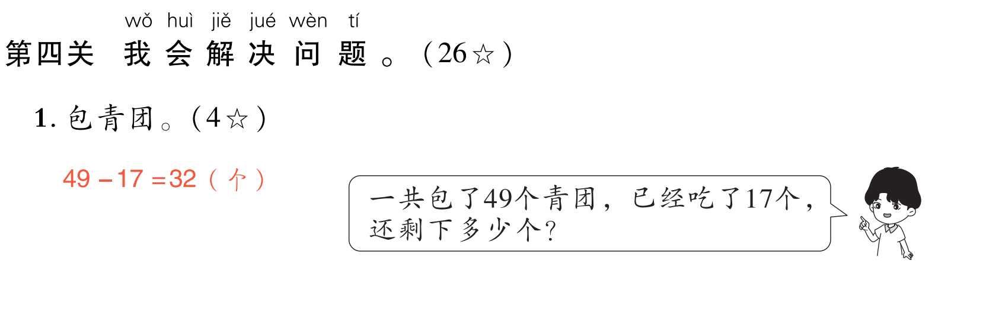 wǒ huì jiě jué wèn tí
第四关 我会解决问题。(26☆)
1. 包青团。(4☆)
49－17＝32（个）
一共包了49个青团，已经吃了17个，
还剩下多少个？